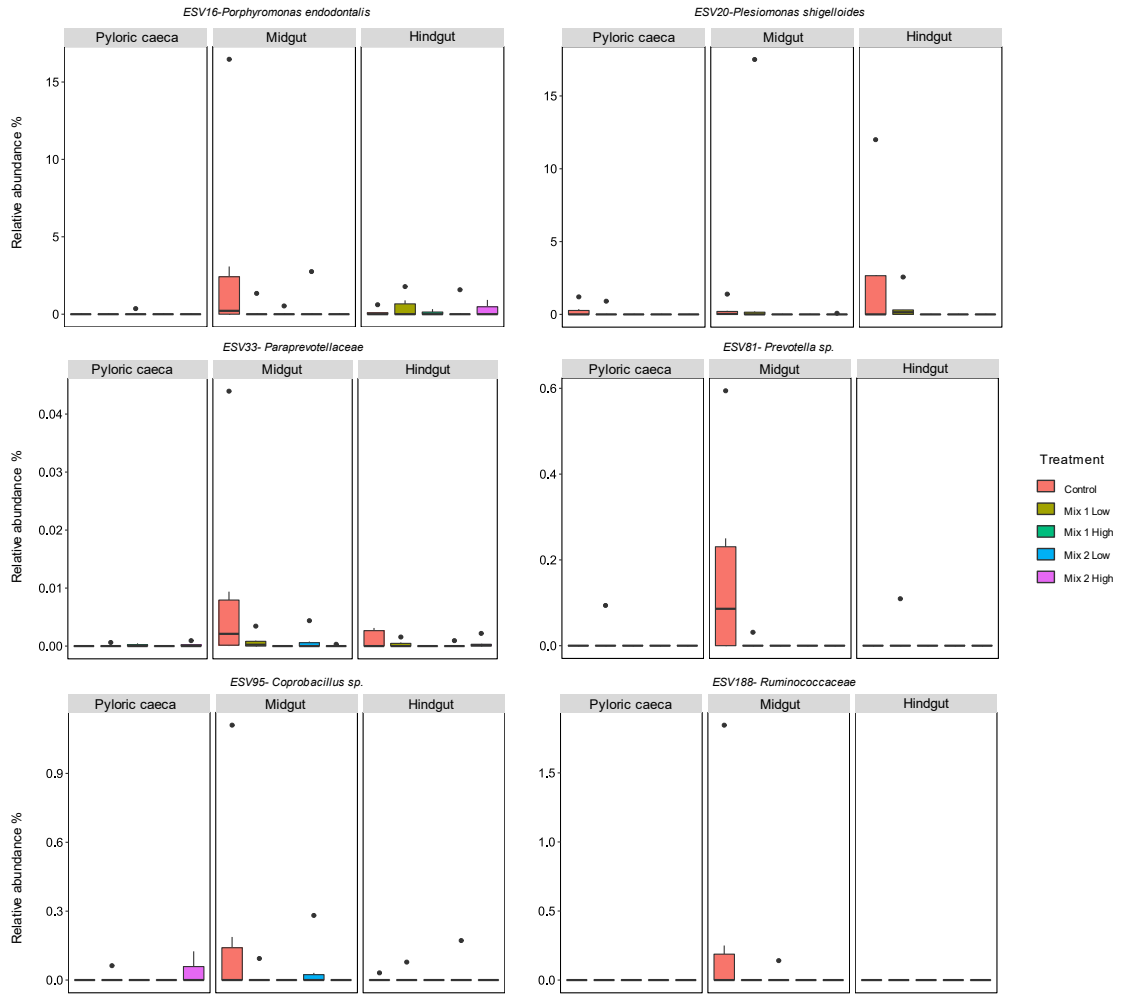 ESV16-Porphyromonas endodontalis
ESV20-Plesiomonas shigelloides
Pyloric caeca Midgut Hindgut
Pyloric caeca Midgut Hindgut
Relative abundance %
15
10
5
0
15
10
5
0
ESV33- Paraprevotellaceae
ESV81- Prevotella sp.
Pyloric caeca Midgut Hindgut
Pyloric caeca Midgut Hindgut
Relative abundance %
0.04
0.03
0.02
0.01
0.00
0.6
0.4
0.2
0.0
Treatment
Control
Mix 1 Low
Mix 1 High
Mix 2 Low
Mix 2 High
ESV95- Coprobacillus sp.
ESV188- Ruminococcaceae
Pyloric caeca Midgut Hindgut
Pyloric caeca Midgut Hindgut
Relative abundance %
0.9
0.6
0.3
0.0
1.5
1.0
0.5
0.0